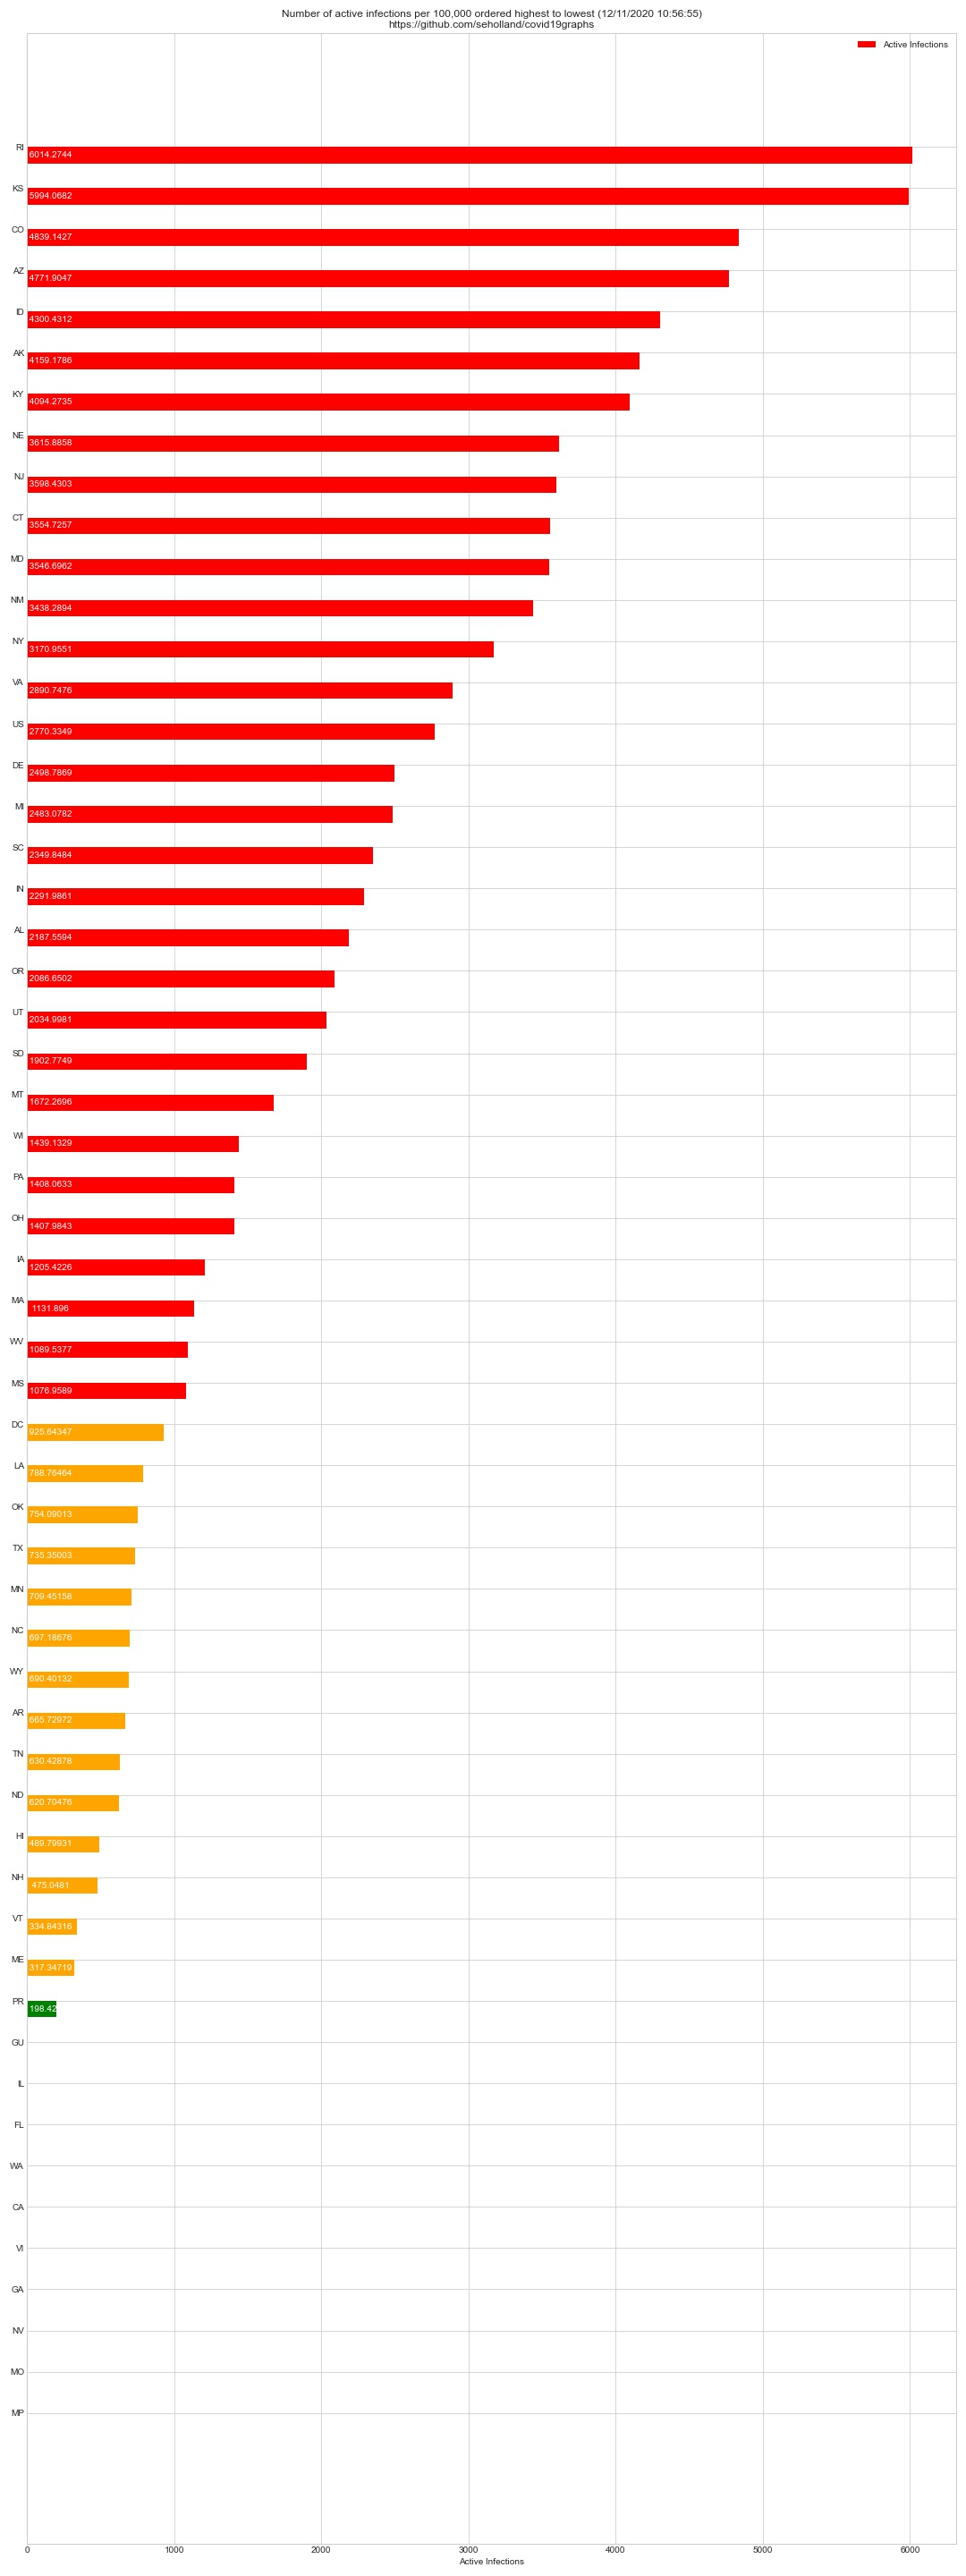 Number of active infections per 100,000 ordered highest to lowest (12/11/2020 10:56:55)
https://github.com/seholland/covid19graphs
Active Infections
RI 6014.2744
KS 5994.0682
CO 4839.1427
AZ 4771.9047
ID 4300.4312
AK 4159.1786
KY 4094.2735
NE 3615.8858
NJ 3598.4303
CT 3554.7257
MD 3546.6962
NM 3438.2894
NY 3170.9551
VA 2890.7476
US 2770.3349
DE 2498.7869
MI 2483.0782
SC 2349.8484
IN 2291.9861
AL 2187.5594
OR 2086.6502
UT 2034.9981
SD 1902.7749
MT 1672.2696
WI 1439.1329
PA 1408.0633
OH 1407.9843
IA 1205.4226
MA 1131.896
WV 1089.5377
MS 1076.9589
DC 925.64347
LA 788.76464
OK 754.09013
TX 735.35003
MN 709.45158
NC 697.18676
WY 690.40132
AR 665.72972
TN 630.42878
ND 620.70476
HI 489.79931
NH 475.0481
VT 334.84316
ME 317.34719
PR 198.42
GU
IL
FL
WA
CA
VI
GA
NV
MO
MP
0 1000 2000 3000 4000 5000 6000
Active Infections